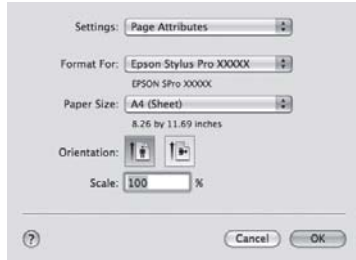 Settings: Page Attributes
Format For: Epson Stylus Pro XXXXX
EPSON SPro XXXXX
Paper Size: A4 (Sheet)
8.26 by 11.69 inches
Orientation:
Scale: 100 %
? Cancel OK